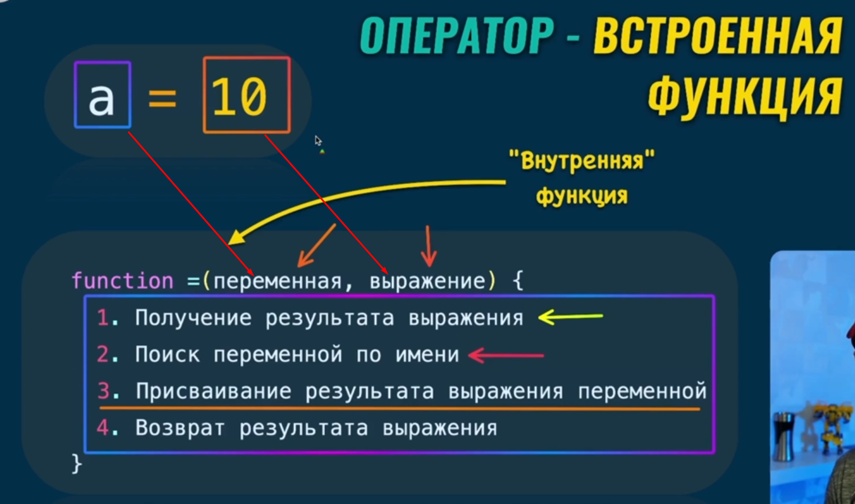 ОПЕРАТОР - ВСТРОЕННАЯ
ФУНКЦИЯ
a = 10
"Внутренняя"
функция
function =(переменная, выражение) {
1. Получение результата выражения
2. Поиск переменной по имени
3. Присваивание результата выражения переменной
4. Возврат результата выражения
}